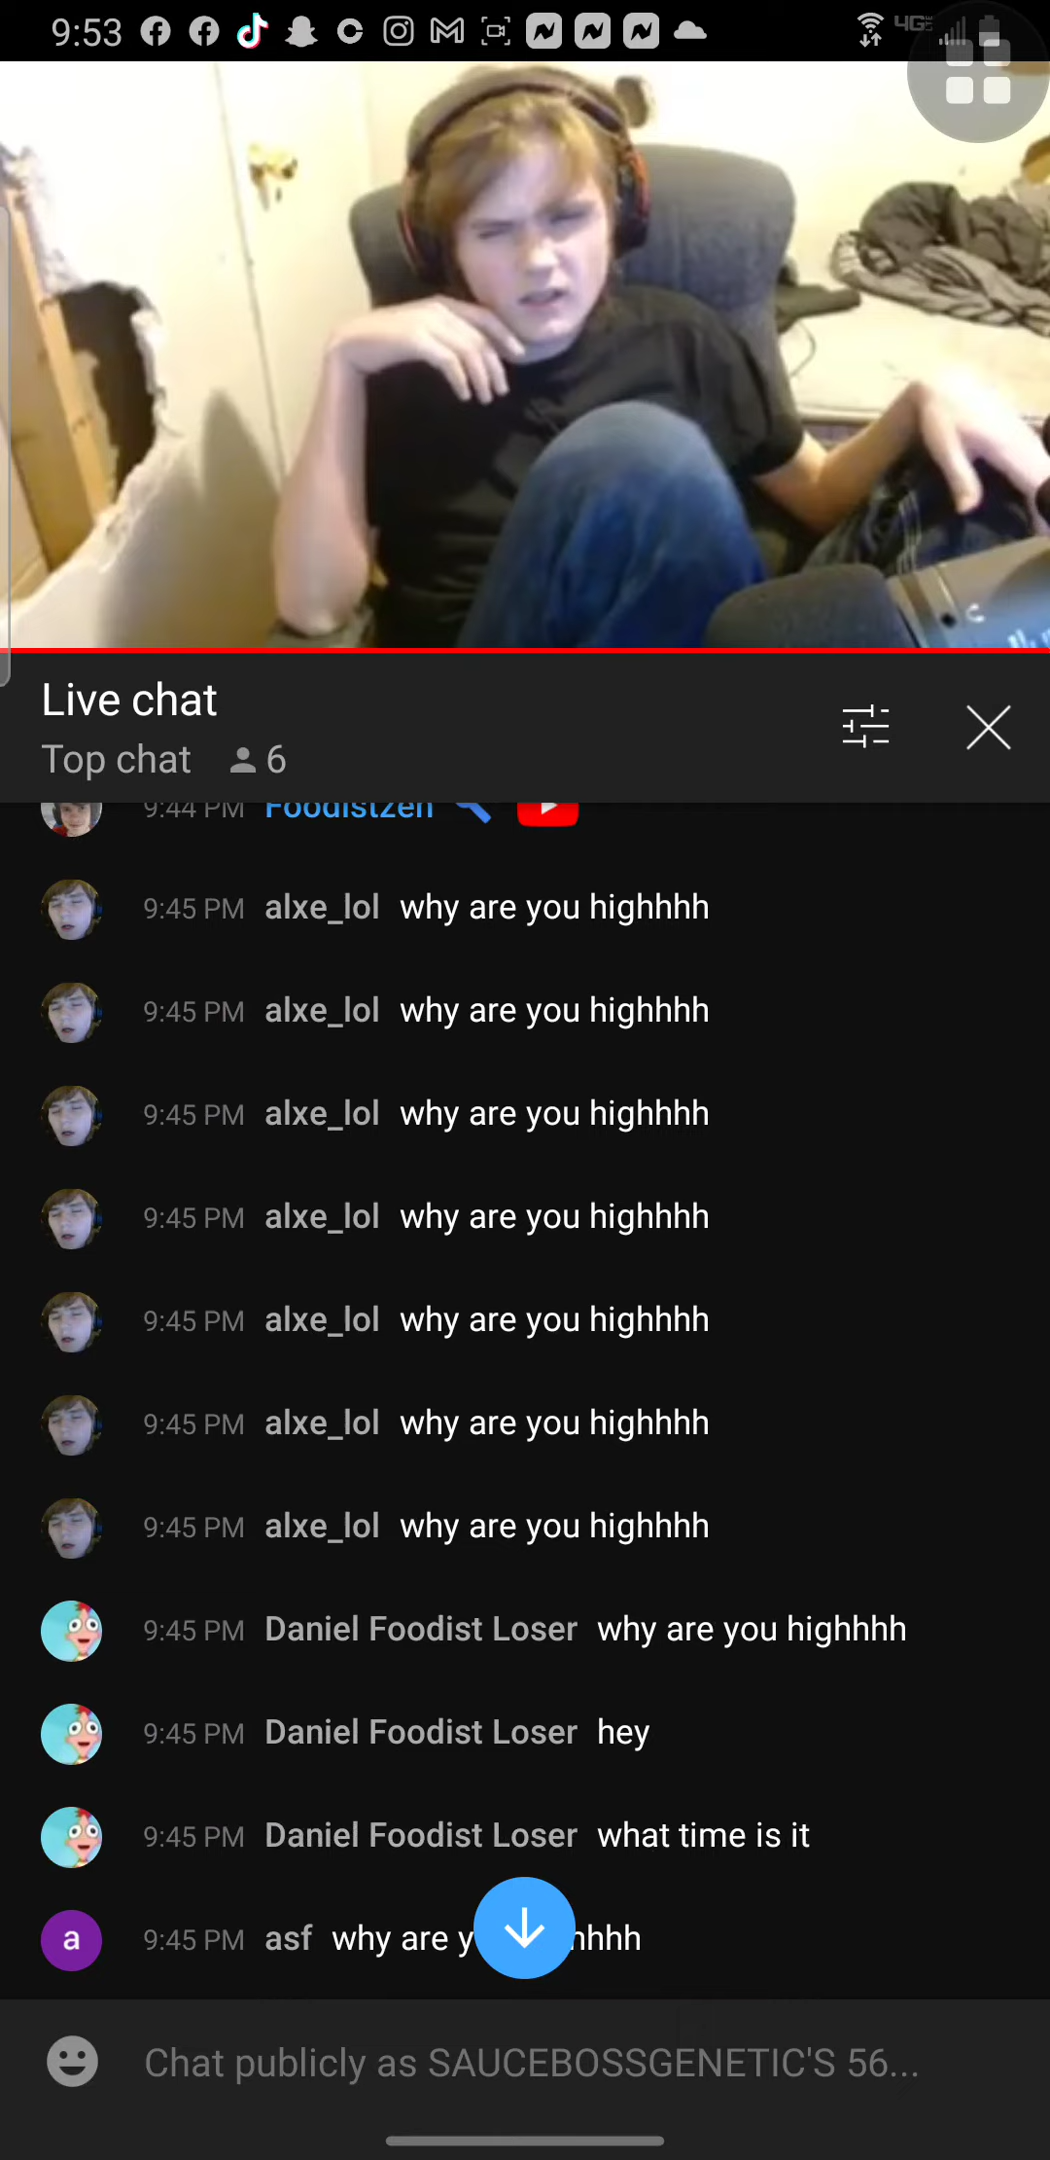 9:53
4G
Live chat
Top chat 6
9:44 PM Foodistzen
9:45 PM alxe_lol why are you highhhh
9:45 PM alxe_lol why are you highhhh
9:45 PM alxe_lol why are you highhhh
9:45 PM alxe_lol why are you highhhh
9:45 PM alxe_lol why are you highhhh
9:45 PM alxe_lol why are you highhhh
9:45 PM alxe_lol why are you highhhh
9:45 PM Daniel Foodist Loser why are you highhhh
9:45 PM Daniel Foodist Loser hey
9:45 PM Daniel Foodist Loser what time is it
a 9:45 PM asf why are
Chat publicly as SAUCEBOSSGENETIC'S 56...